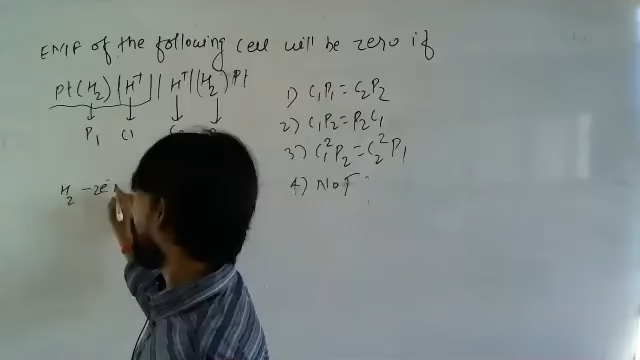 EMF of the following cell will be zero if
Pt(H₂)|H⁺||H⁺|(H₂)Pt
P₁ C₁
1) C₁P₁=C₂P₂
2) C₁P₂=P₂C₁
3) C₁²P₂=C₂²P₁
4) NOT
H₂ -2e⁻